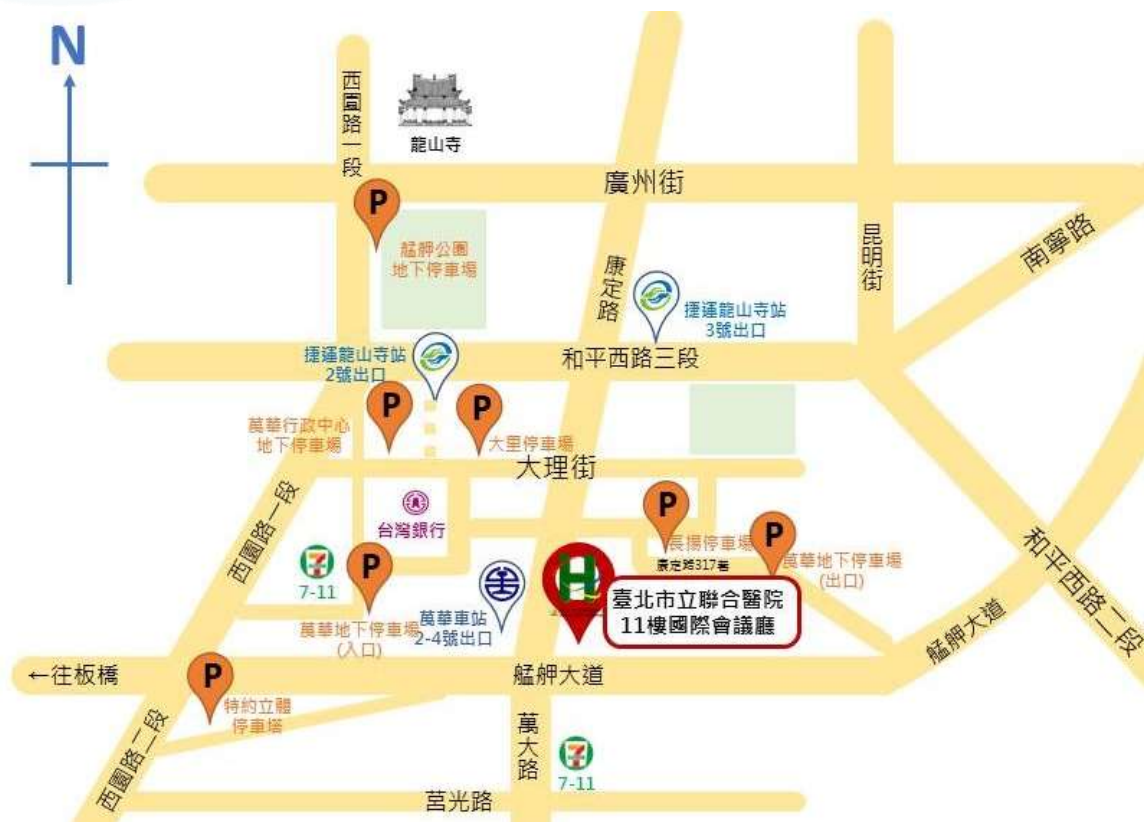 N
西園路一段
龍山寺
廣州街
P
艋舺公園
地下停車場
康定路
昆明街
南寧路
捷運龍山寺站
3號出口
捷運龍山寺站
2號出口
和平西路三段
P
P
萬華行政中心
地下停車場
大里停車場
大理街
西園路一段
台灣銀行
P
長揚停車場
康定路317巷
P
萬華地下停車場
(出口)
和平西路二段
7
7-11
P
萬華地下停車場
(入口)
萬華車站
2-4號出口
H
臺北市立聯合醫院
11樓國際會議廳
艋舺大道
←往板橋
艋舺大道
P
特約立體
停車塔
西園路二段
萬大路
7
7-11
莒光路